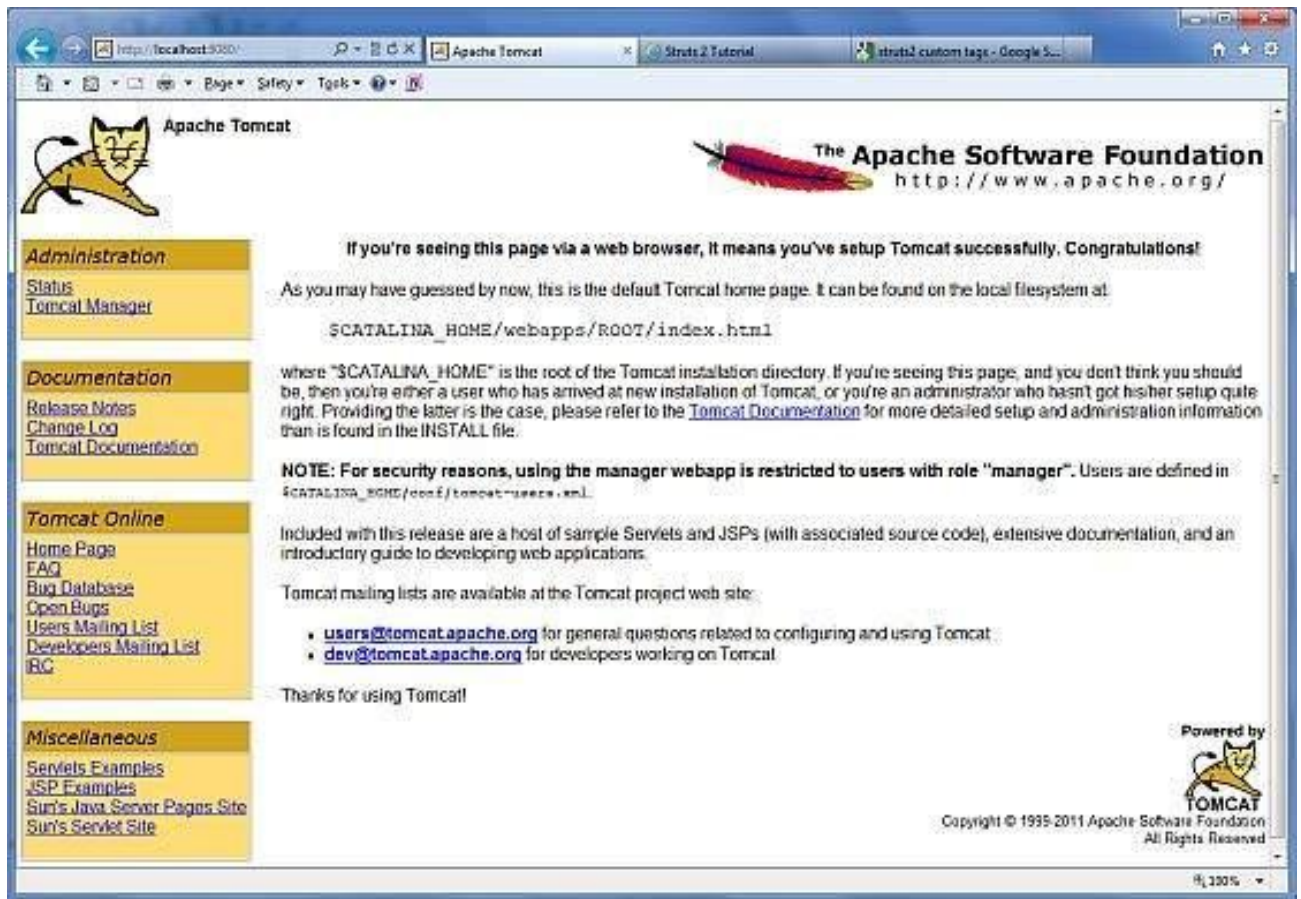 http://localhost:8080/
Apache Tomcat
Struts 2 Tutorial
struts2 custom tags - Google S...
Page
Safety
Tools
Apache Tomcat
The Apache Software Foundation
http://www.apache.org/
Administration
Status
Tomcat Manager
Documentation
Release Notes
Change Log
Tomcat Documentation
Tomcat Online
Home Page
FAQ
Bug Database
Open Bugs
Users Mailing List
Developers Mailing List
IRC
Miscellaneous
Servlets Examples
JSP Examples
Sun's Java Server Pages Site
Sun's Servlet Site
If you're seeing this page via a web browser, it means you've setup Tomcat successfully. Congratulations!
As you may have guessed by now, this is the default Tomcat home page. It can be found on the local filesystem at:
$CATALINA_HOME/webapps/ROOT/index.html
where "$CATALINA_HOME" is the root of the Tomcat installation directory. If you're seeing this page, and you don't think you should
be, then you're either a user who has arrived at new installation of Tomcat, or you're an administrator who hasn't got his/her setup quite
right. Providing the latter is the case, please refer to the Tomcat Documentation for more detailed setup and administration information
than is found in the INSTALL file.
NOTE: For security reasons, using the manager webapp is restricted to users with role "manager". Users are defined in
$CATALINA_HOME/conf/tomcat-users.xml.
Included with this release are a host of sample Servlets and JSPs (with associated source code), extensive documentation, and an
introductory guide to developing web applications.
Tomcat mailing lists are available at the Tomcat project web site:
• users@tomcat.apache.org for general questions related to configuring and using Tomcat
• dev@tomcat.apache.org for developers working on Tomcat
Thanks for using Tomcat!
Powered by
TOMCAT
Copyright © 1999-2011 Apache Software Foundation
All Rights Reserved
100%